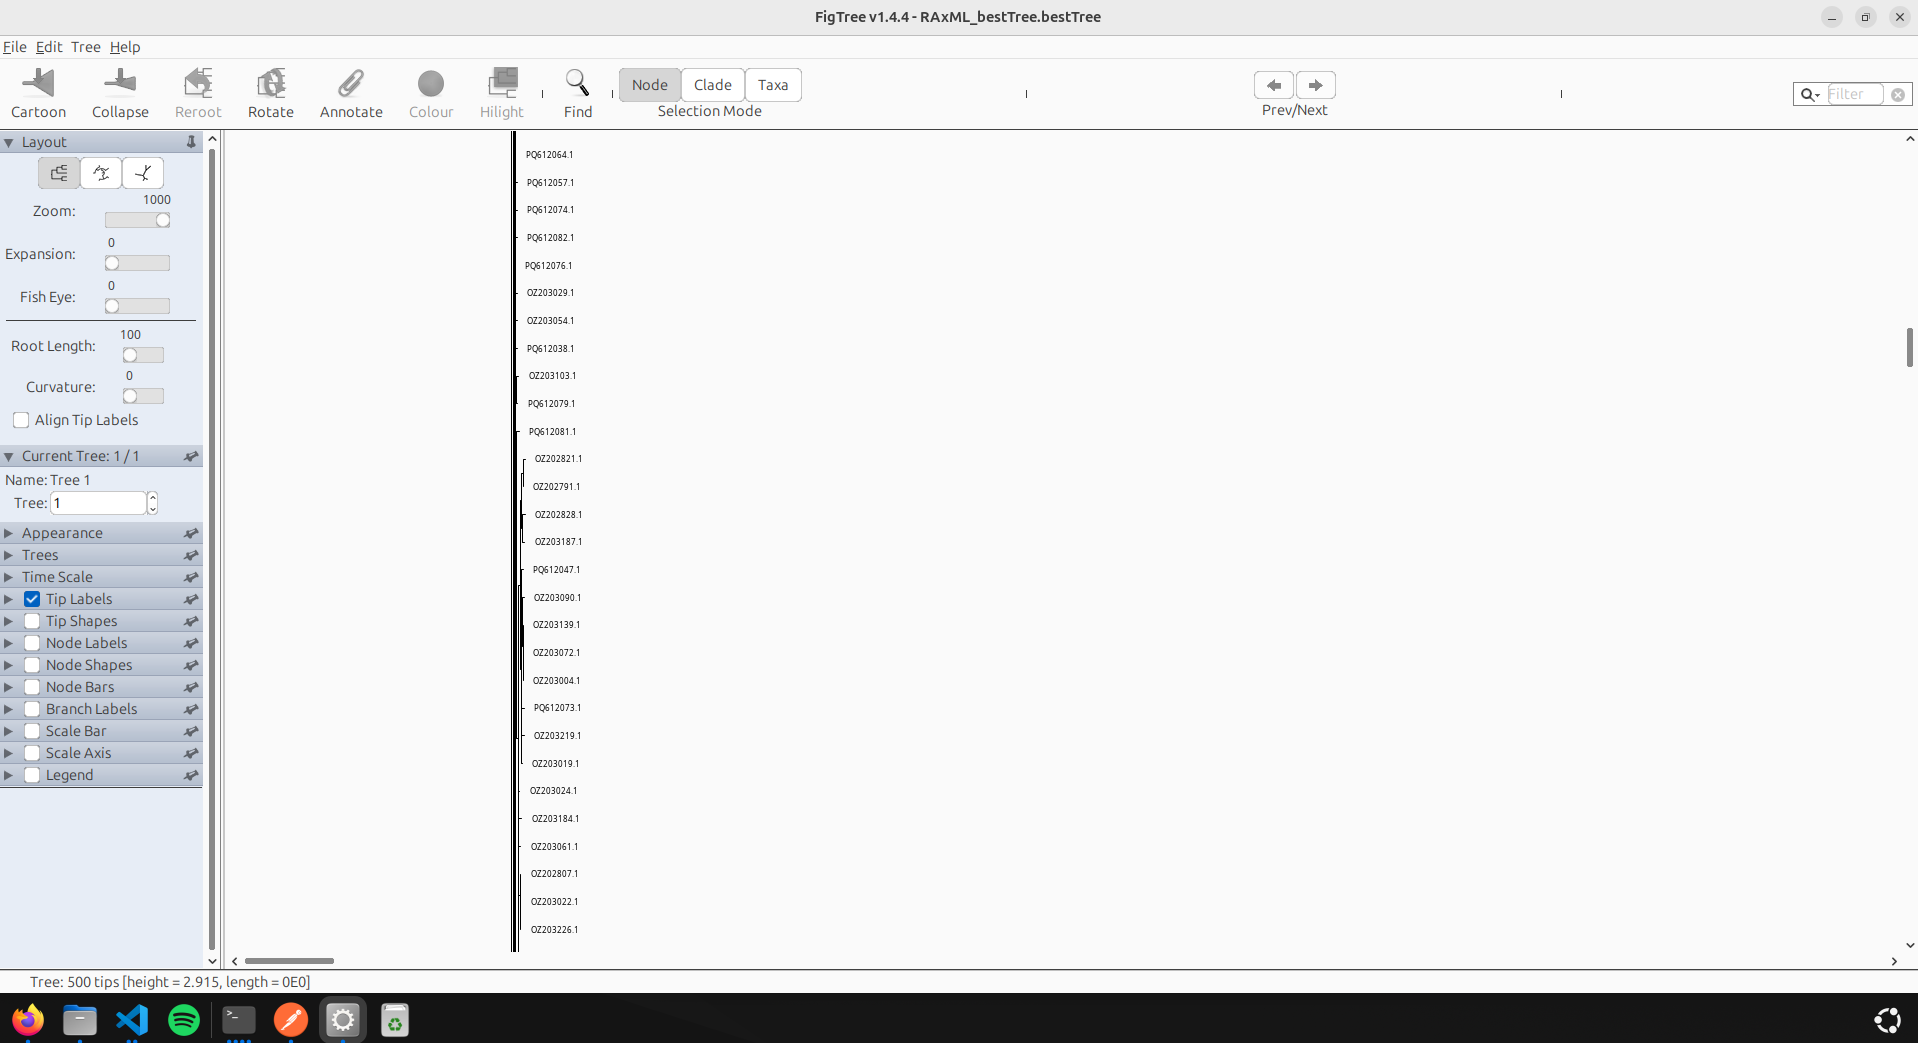 FigTree v1.4.4 - RAxML_bestTree.bestTree
File Edit Tree Help
Cartoon Collapse Reroot Rotate Annotate Colour Hilight Find
Node Clade Taxa
Selection Mode
Prev/Next
Filter
Layout
1000
Zoom:
0
Expansion:
0
Fish Eye:
100
Root Length:
0
Curvature:
Align Tip Labels
Current Tree: 1 / 1
Name: Tree 1
Tree: 1
Appearance
Trees
Time Scale
Tip Labels
Tip Shapes
Node Labels
Node Shapes
Node Bars
Branch Labels
Scale Bar
Scale Axis
Legend
PQ612064.1
PQ612057.1
PQ612074.1
PQ612082.1
PQ612076.1
OZ203029.1
OZ203054.1
PQ612038.1
OZ203103.1
PQ612079.1
PQ612081.1
OZ202821.1
OZ202791.1
OZ202828.1
OZ203187.1
PQ612047.1
OZ203090.1
OZ203139.1
OZ203072.1
OZ203004.1
PQ612073.1
OZ203219.1
OZ203019.1
OZ203024.1
OZ203184.1
OZ203061.1
OZ202807.1
OZ203022.1
OZ203226.1
Tree: 500 tips [height = 2.915, length = 0E0]